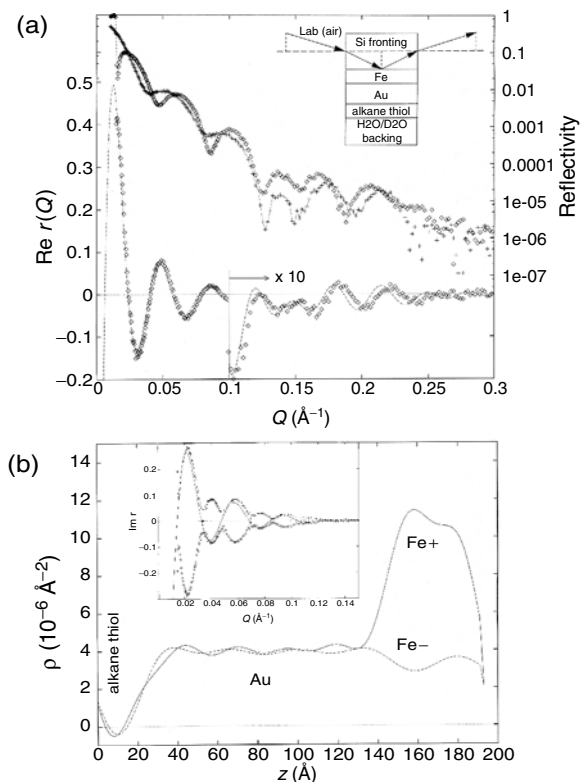 (a)
Lab (air)
Si fronting
Fe
Au
alkane thiol
H2O/D2O
backing
0.5
0.4
0.3
0.2
0.1
0
−0.1
−0.2
Re r(Q)
1
0.1
0.01
0.001
0.0001
1e-05
1e-06
1e-07
Reflectivity
x 10
0 0.05 0.1 0.15 0.2 0.25 0.3
Q (Å−1)
(b)
14
12
10
8
6
4
2
0
ρ (10−6 Å−2)
0.2
0.1
0
−0.1
−0.2
Im r
0.02 0.04 0.06 0.08 0.1 0.12 0.14
Q (Å−1)
alkane thiol
Au
Fe+
Fe−
0 20 40 60 80 100 120 140 160 180 200
z (Å)